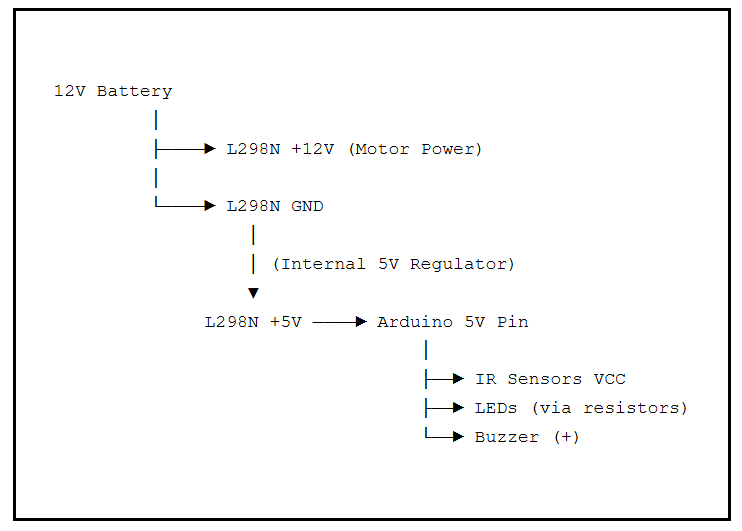 12V Battery
L298N +12V (Motor Power)
L298N GND
(Internal 5V Regulator)
L298N +5V ───► Arduino 5V Pin
IR Sensors VCC
LEDs (via resistors)
Buzzer (+)